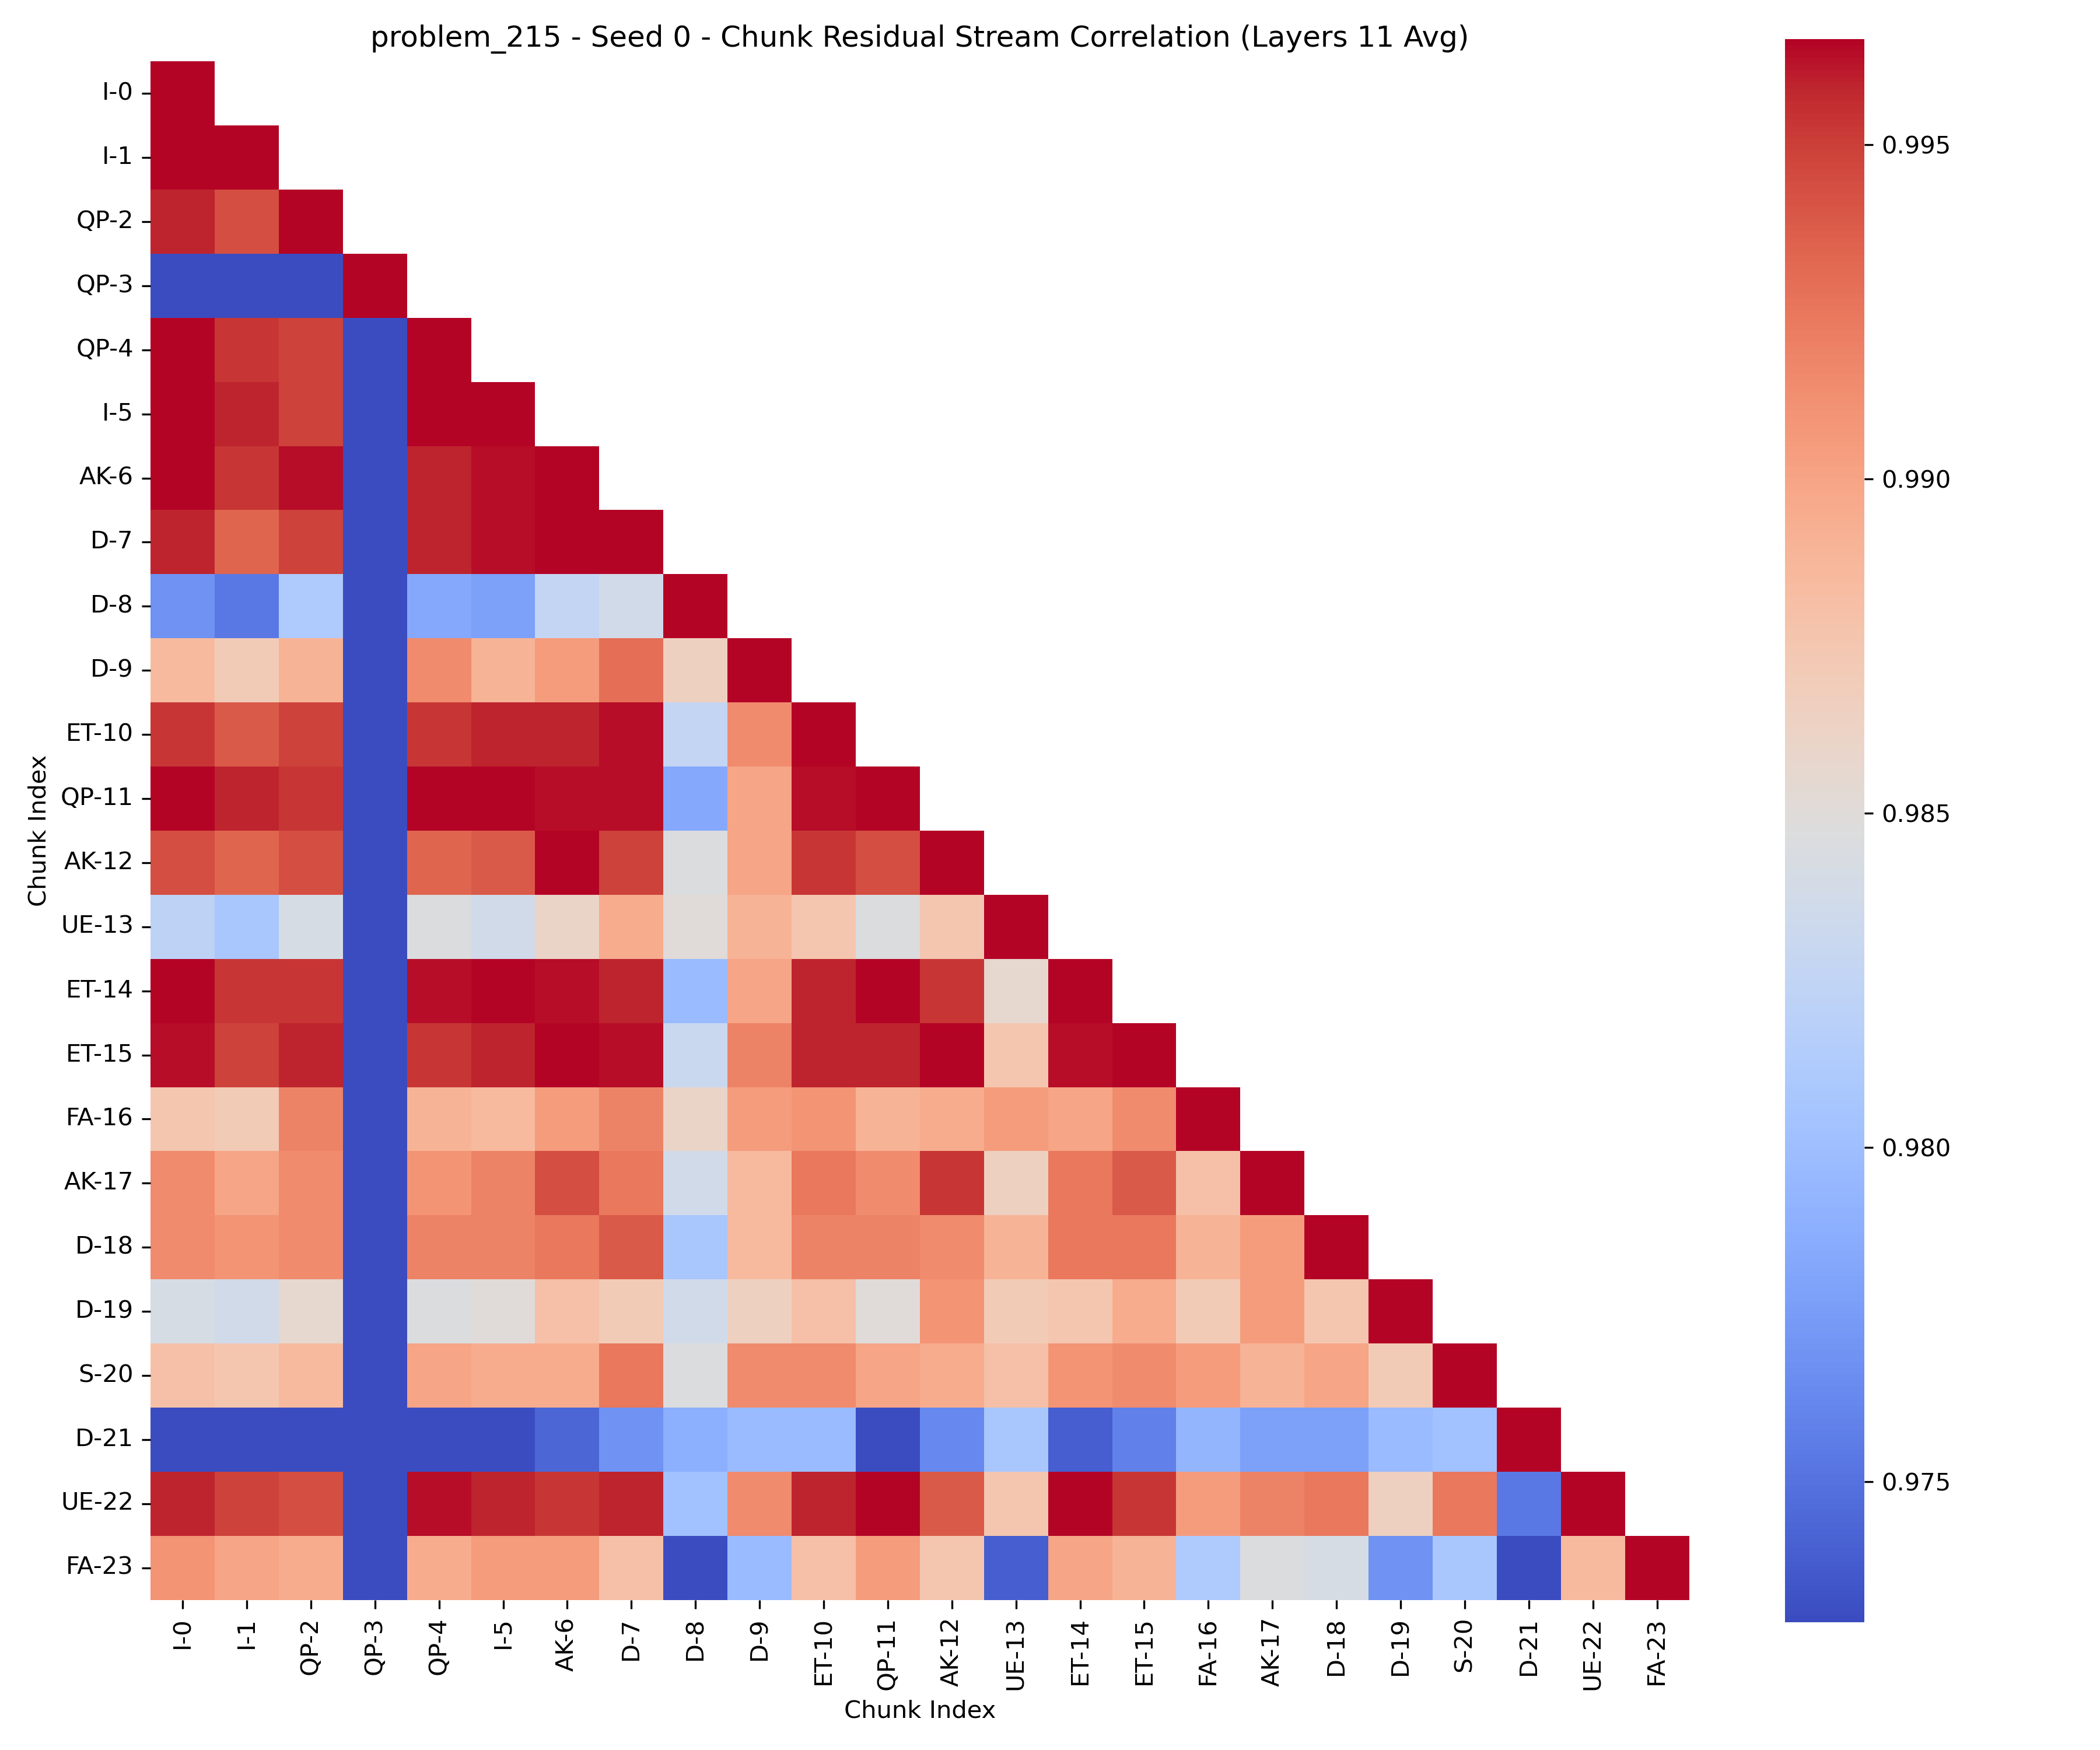 problem_215 - Seed 0 - Chunk Residual Stream Correlation (Layers 11 Avg)
Chunk Index
I-0
I-1
QP-2
QP-3
QP-4
I-5
AK-6
D-7
D-8
D-9
ET-10
QP-11
AK-12
UE-13
ET-14
ET-15
FA-16
AK-17
D-18
D-19
S-20
D-21
UE-22
FA-23
I-0
I-1
QP-2
QP-3
QP-4
I-5
AK-6
D-7
D-8
D-9
ET-10
QP-11
AK-12
UE-13
ET-14
ET-15
FA-16
AK-17
D-18
D-19
S-20
D-21
UE-22
FA-23
Chunk Index
0.995
0.990
0.985
0.980
0.975